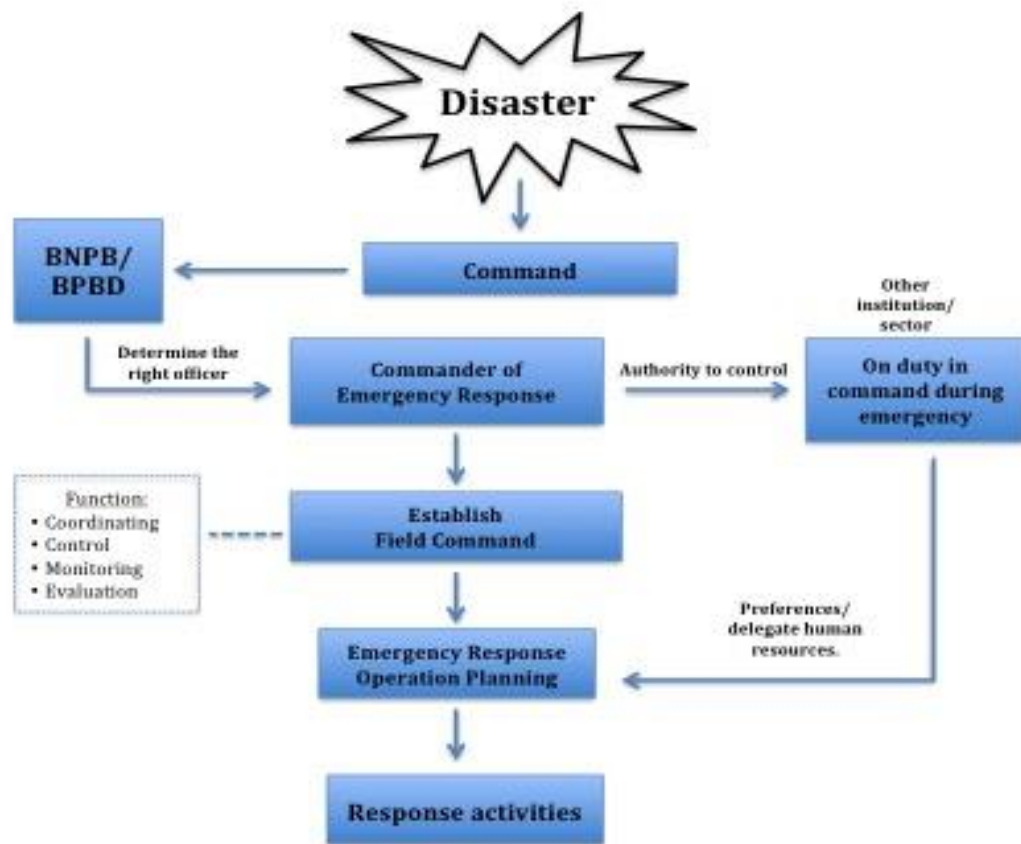 Disaster
BNPB/
BPBD
Command
Other
institution/
sector
Determine the
right officer
Commander of
Emergency Response
Authority to control
On duty in
command during
emergency
Function:
• Coordinating
• Control
• Monitoring
• Evaluation
Establish
Field Command
Preferences/
delegate human
resources.
Emergency Response
Operation Planning
Response activities